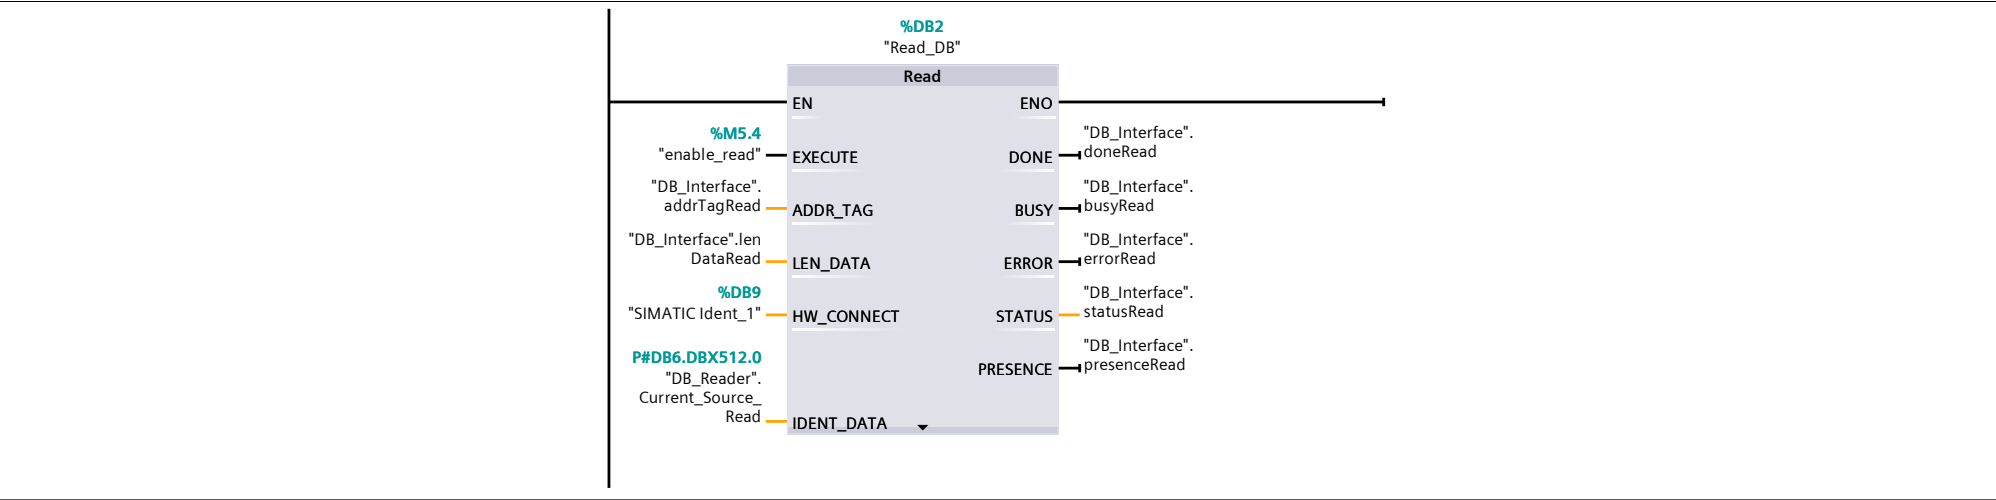 %DB2
"Read_DB"
Read
EN
ENO
%M5.4
"enable_read"
EXECUTE
DONE
"DB_Interface".
doneRead
"DB_Interface".
addrTagRead
ADDR_TAG
BUSY
"DB_Interface".
busyRead
"DB_Interface".len
DataRead
LEN_DATA
ERROR
"DB_Interface".
errorRead
%DB9
"SIMATIC Ident_1"
HW_CONNECT
STATUS
"DB_Interface".
statusRead
PRESENCE
"DB_Interface".
presenceRead
P#DB6.DBX512.0
"DB_Reader".
Current_Source_
Read
IDENT_DATA